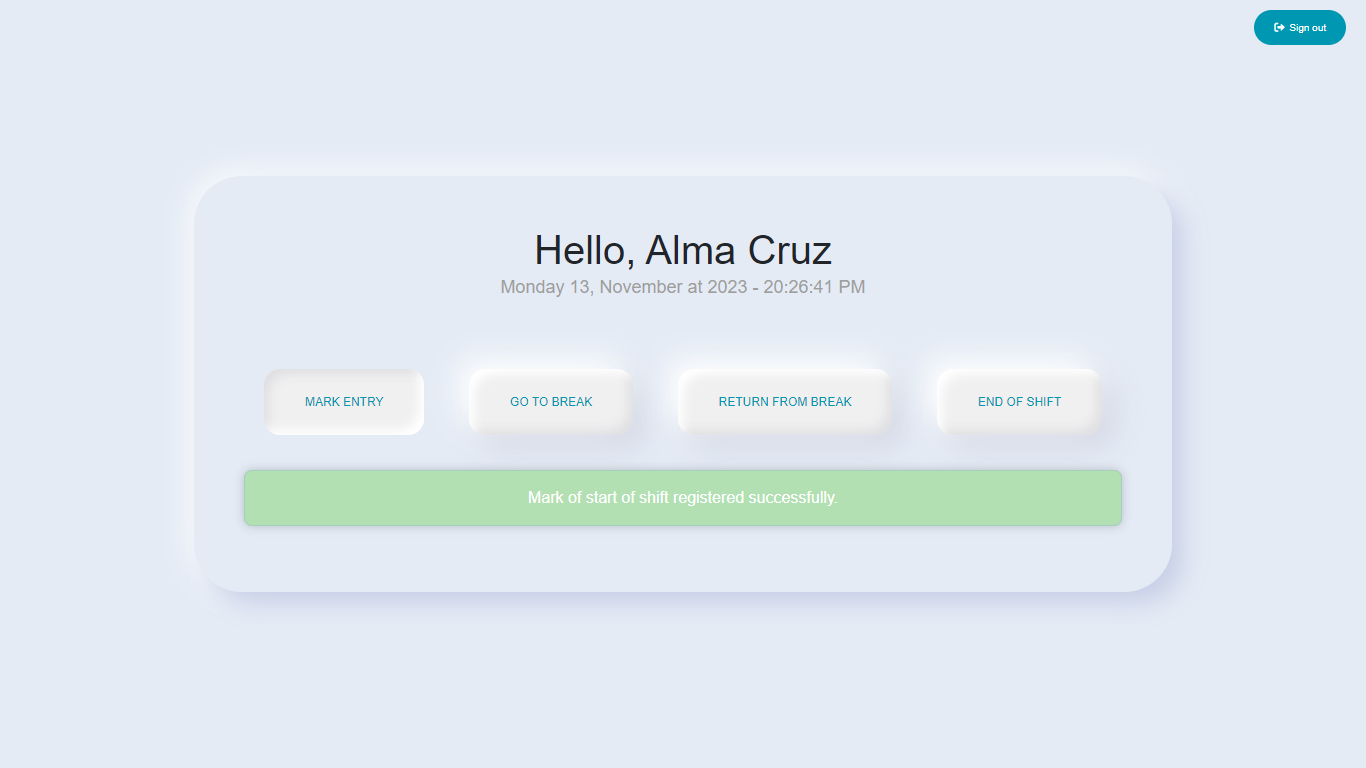 Sign out
Hello, Alma Cruz
Monday 13, November at 2023 - 20:26:41 PM
MARK ENTRY
GO TO BREAK
RETURN FROM BREAK
END OF SHIFT
Mark of start of shift registered successfully.